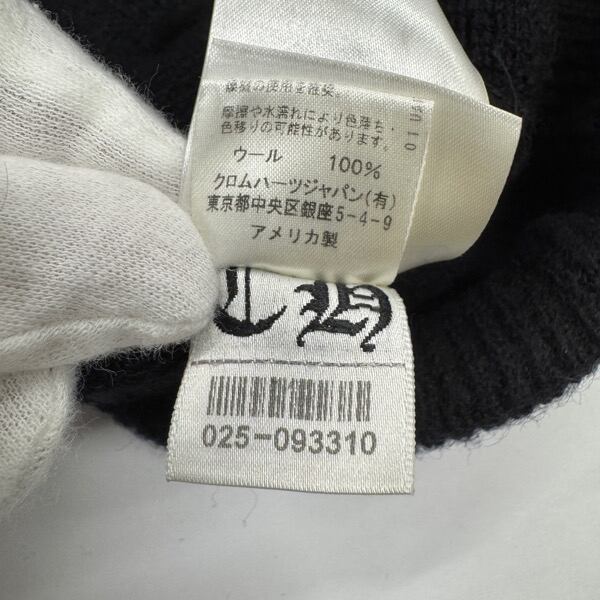 摩擦や水濡れにより色落ち・
色移りの可能性があります。
ウール 100%
クロムハーツジャパン(有)
東京都中央区銀座5-4-9
アメリカ製
CH
025-093310